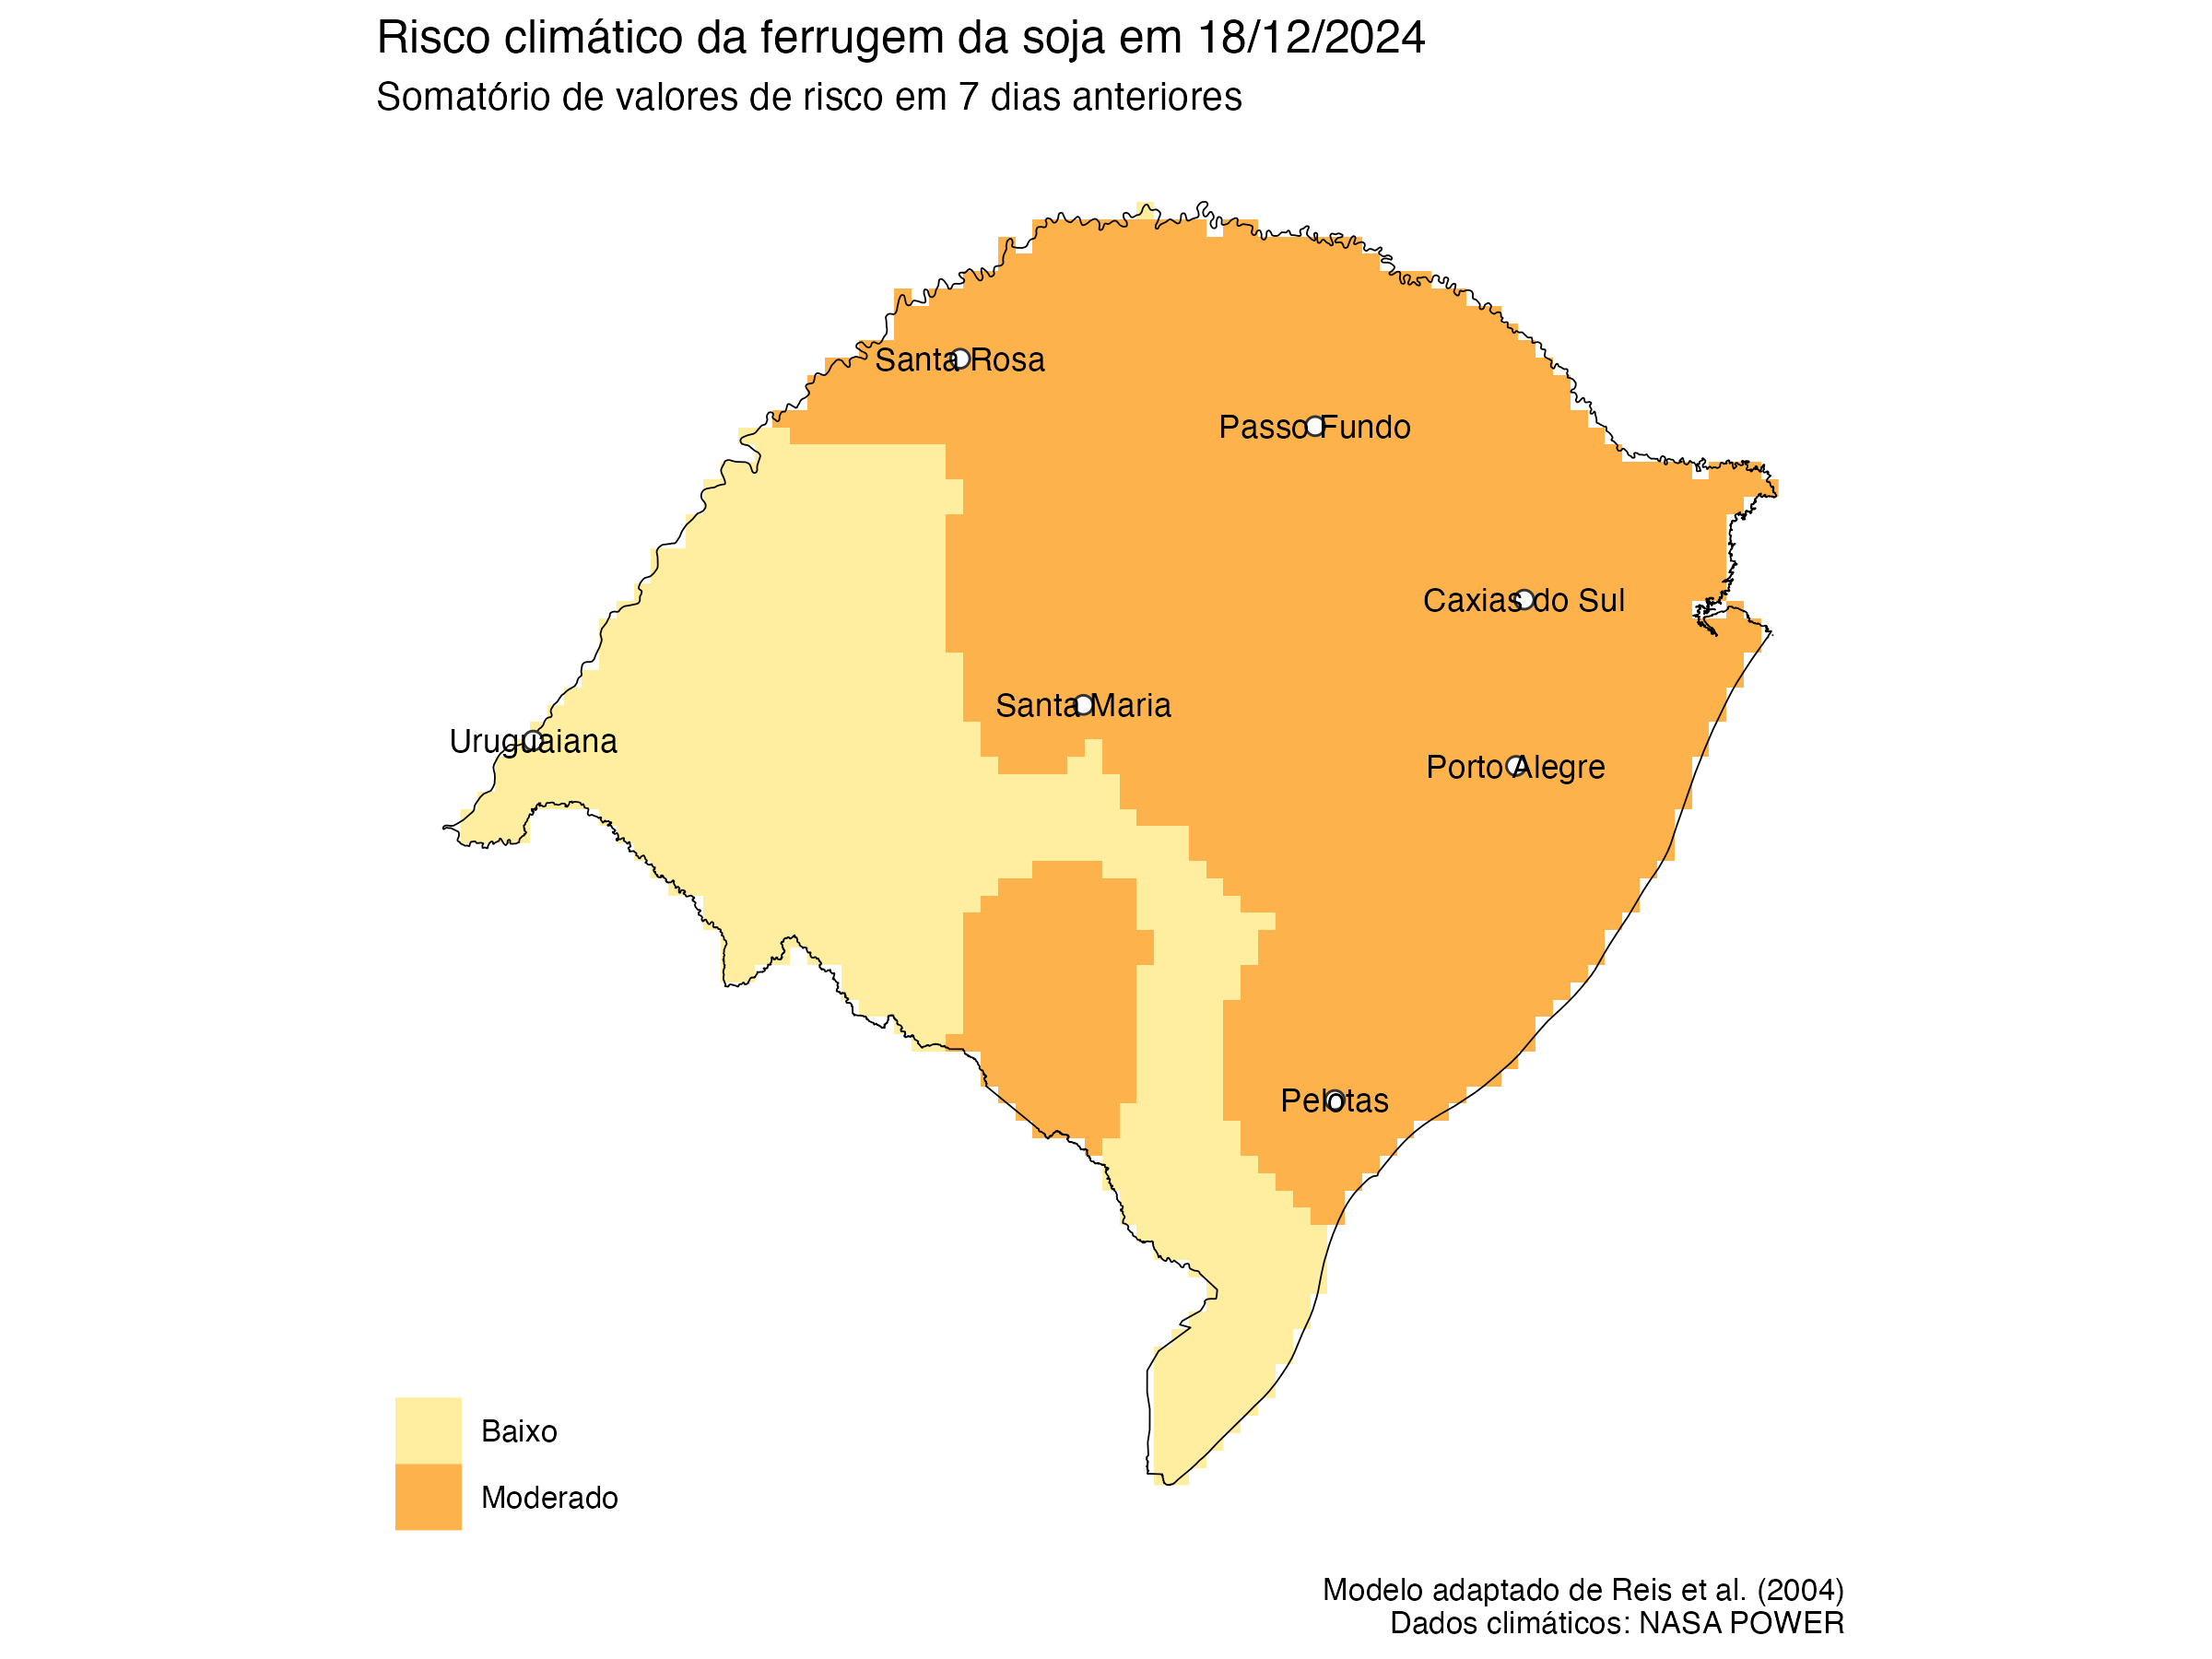 Risco climático da ferrugem da soja em 18/12/2024
Somatório de valores de risco em 7 dias anteriores
Santa Rosa
Passo Fundo
Caxias do Sul
Santa Maria
Uruguaiana
Porto Alegre
Pelotas
Baixo
Moderado
Modelo adaptado de Reis et al. (2004)
Dados climáticos: NASA POWER